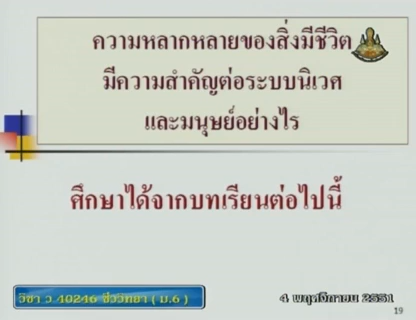 ความหลากหลายของสิ่งมีชีวิต
มีความสำคัญต่อระบบนิเวศ
และมนุษย์อย่างไร
ศึกษาได้จากบทเรียนต่อไปนี้
วิชา ว 40246 ชีววิทยา ( ม.6 )
4 พฤศจิกายน 2551
19